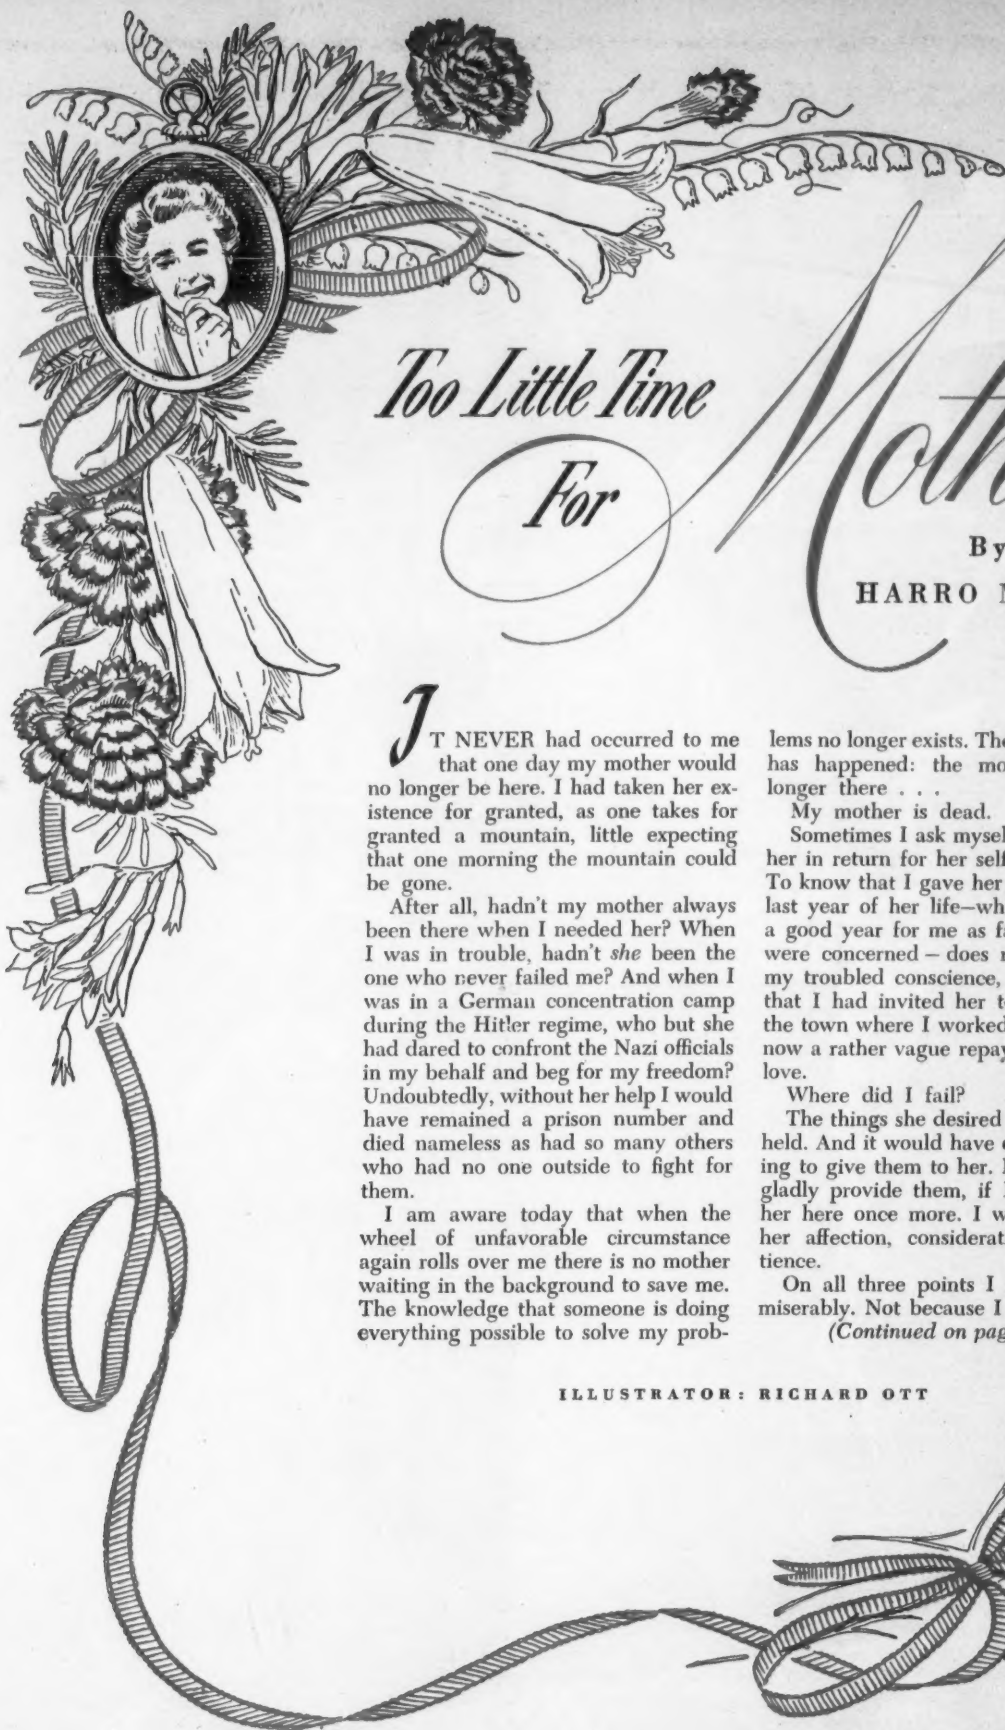 Too Little Time
For Moth
By
HARRO
IT NEVER had occurred to me
that one day my mother would
no longer be here. I had taken her ex-
istence for granted, as one takes for
granted a mountain, little expecting
that one morning the mountain could
be gone.
After all, hadn't my mother always
been there when I needed her? When
I was in trouble, hadn't she been the
one who never failed me? And when I
was in a German concentration camp
during the Hitler regime, who but she
had dared to confront the Nazi officials
in my behalf and beg for my freedom?
Undoubtedly, without her help I would
have remained a prison number and
died nameless as had so many others
who had no one outside to fight for
them.
I am aware today that when the
wheel of unfavorable circumstance
again rolls over me there is no mother
waiting in the background to save me.
The knowledge that someone is doing
everything possible to solve my prob-
lems no longer exists. The
has happened: the mo
longer there . . .
My mother is dead.
Sometimes I ask mysel
her in return for her self
To know that I gave her
last year of her life—wh
a good year for me as fa
were concerned — does
my troubled conscience,
that I had invited her t
the town where I worked
now a rather vague repay
love.
Where did I fail?
The things she desired
held. And it would have
ing to give them to her.
gladly provide them, if
her here once more. I w
her affection, considerat
tience.
On all three points I
miserably. Not because I
(Continued on pag
ILLUSTRATOR: RICHARD OTT